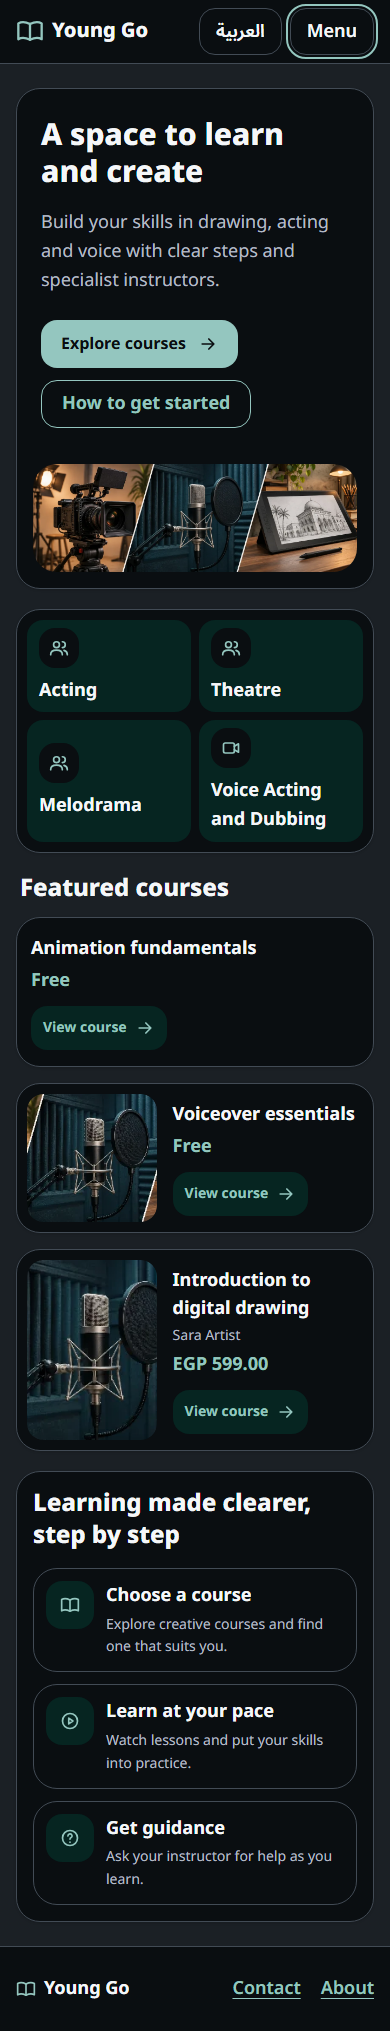 Young Go
العربية
Menu
A space to learn
and create
Build your skills in drawing, acting
and voice with clear steps and
specialist instructors.
Explore courses
How to get started
Acting
Theatre
Melodrama
Voice Acting
and Dubbing
Featured courses
Animation fundamentals
Free
View course
Voiceover essentials
Free
View course
Introduction to
digital drawing
Sara Artist
EGP 599.00
View course
Learning made clearer,
step by step
Choose a course
Explore creative courses and find
one that suits you.
Learn at your pace
Watch lessons and put your skills
into practice.
Get guidance
Ask your instructor for help as you
learn.
Young Go
Contact
About